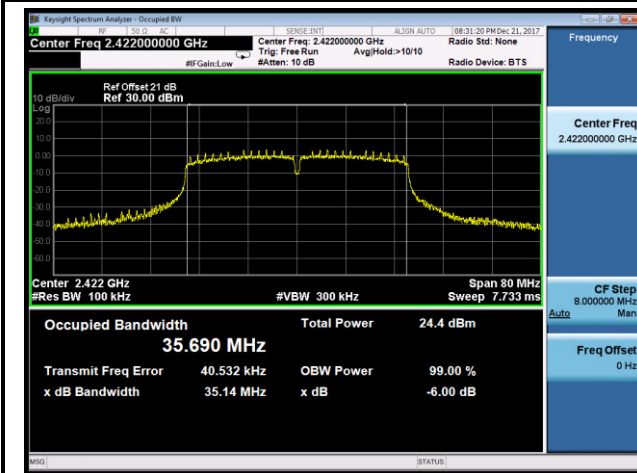 Keysight Spectrum Analyzer - Occupied BW
RF 50 Ω AC SENSE:INT ALIGN AUTO 08:31:20 PM Dec 21, 2017
Center Freq 2.422000000 GHz
Center Freq: 2.422000000 GHz Radio Std: None
Trig: Free Run Avg|Hold:>10/10
#IFGain:Low #Atten: 10 dB Radio Device: BTS
Ref Offset 21 dB
10 dB/div Ref 30.00 dBm
Log
20.0
10.0
0.00
-10.0
-20.0
-30.0
-40.0
-50.0
-60.0
Center 2.422 GHz Span 80 MHz
#Res BW 100 kHz #VBW 300 kHz Sweep 7.733 ms
Occupied Bandwidth Total Power 24.4 dBm
35.690 MHz
Transmit Freq Error 40.532 kHz OBW Power 99.00 %
x dB Bandwidth 35.14 MHz x dB -6.00 dB
MSG STATUS
Frequency
Center Freq
2.422000000 GHz
CF Step
8.000000 MHz
Auto Man
Freq Offset
0 Hz